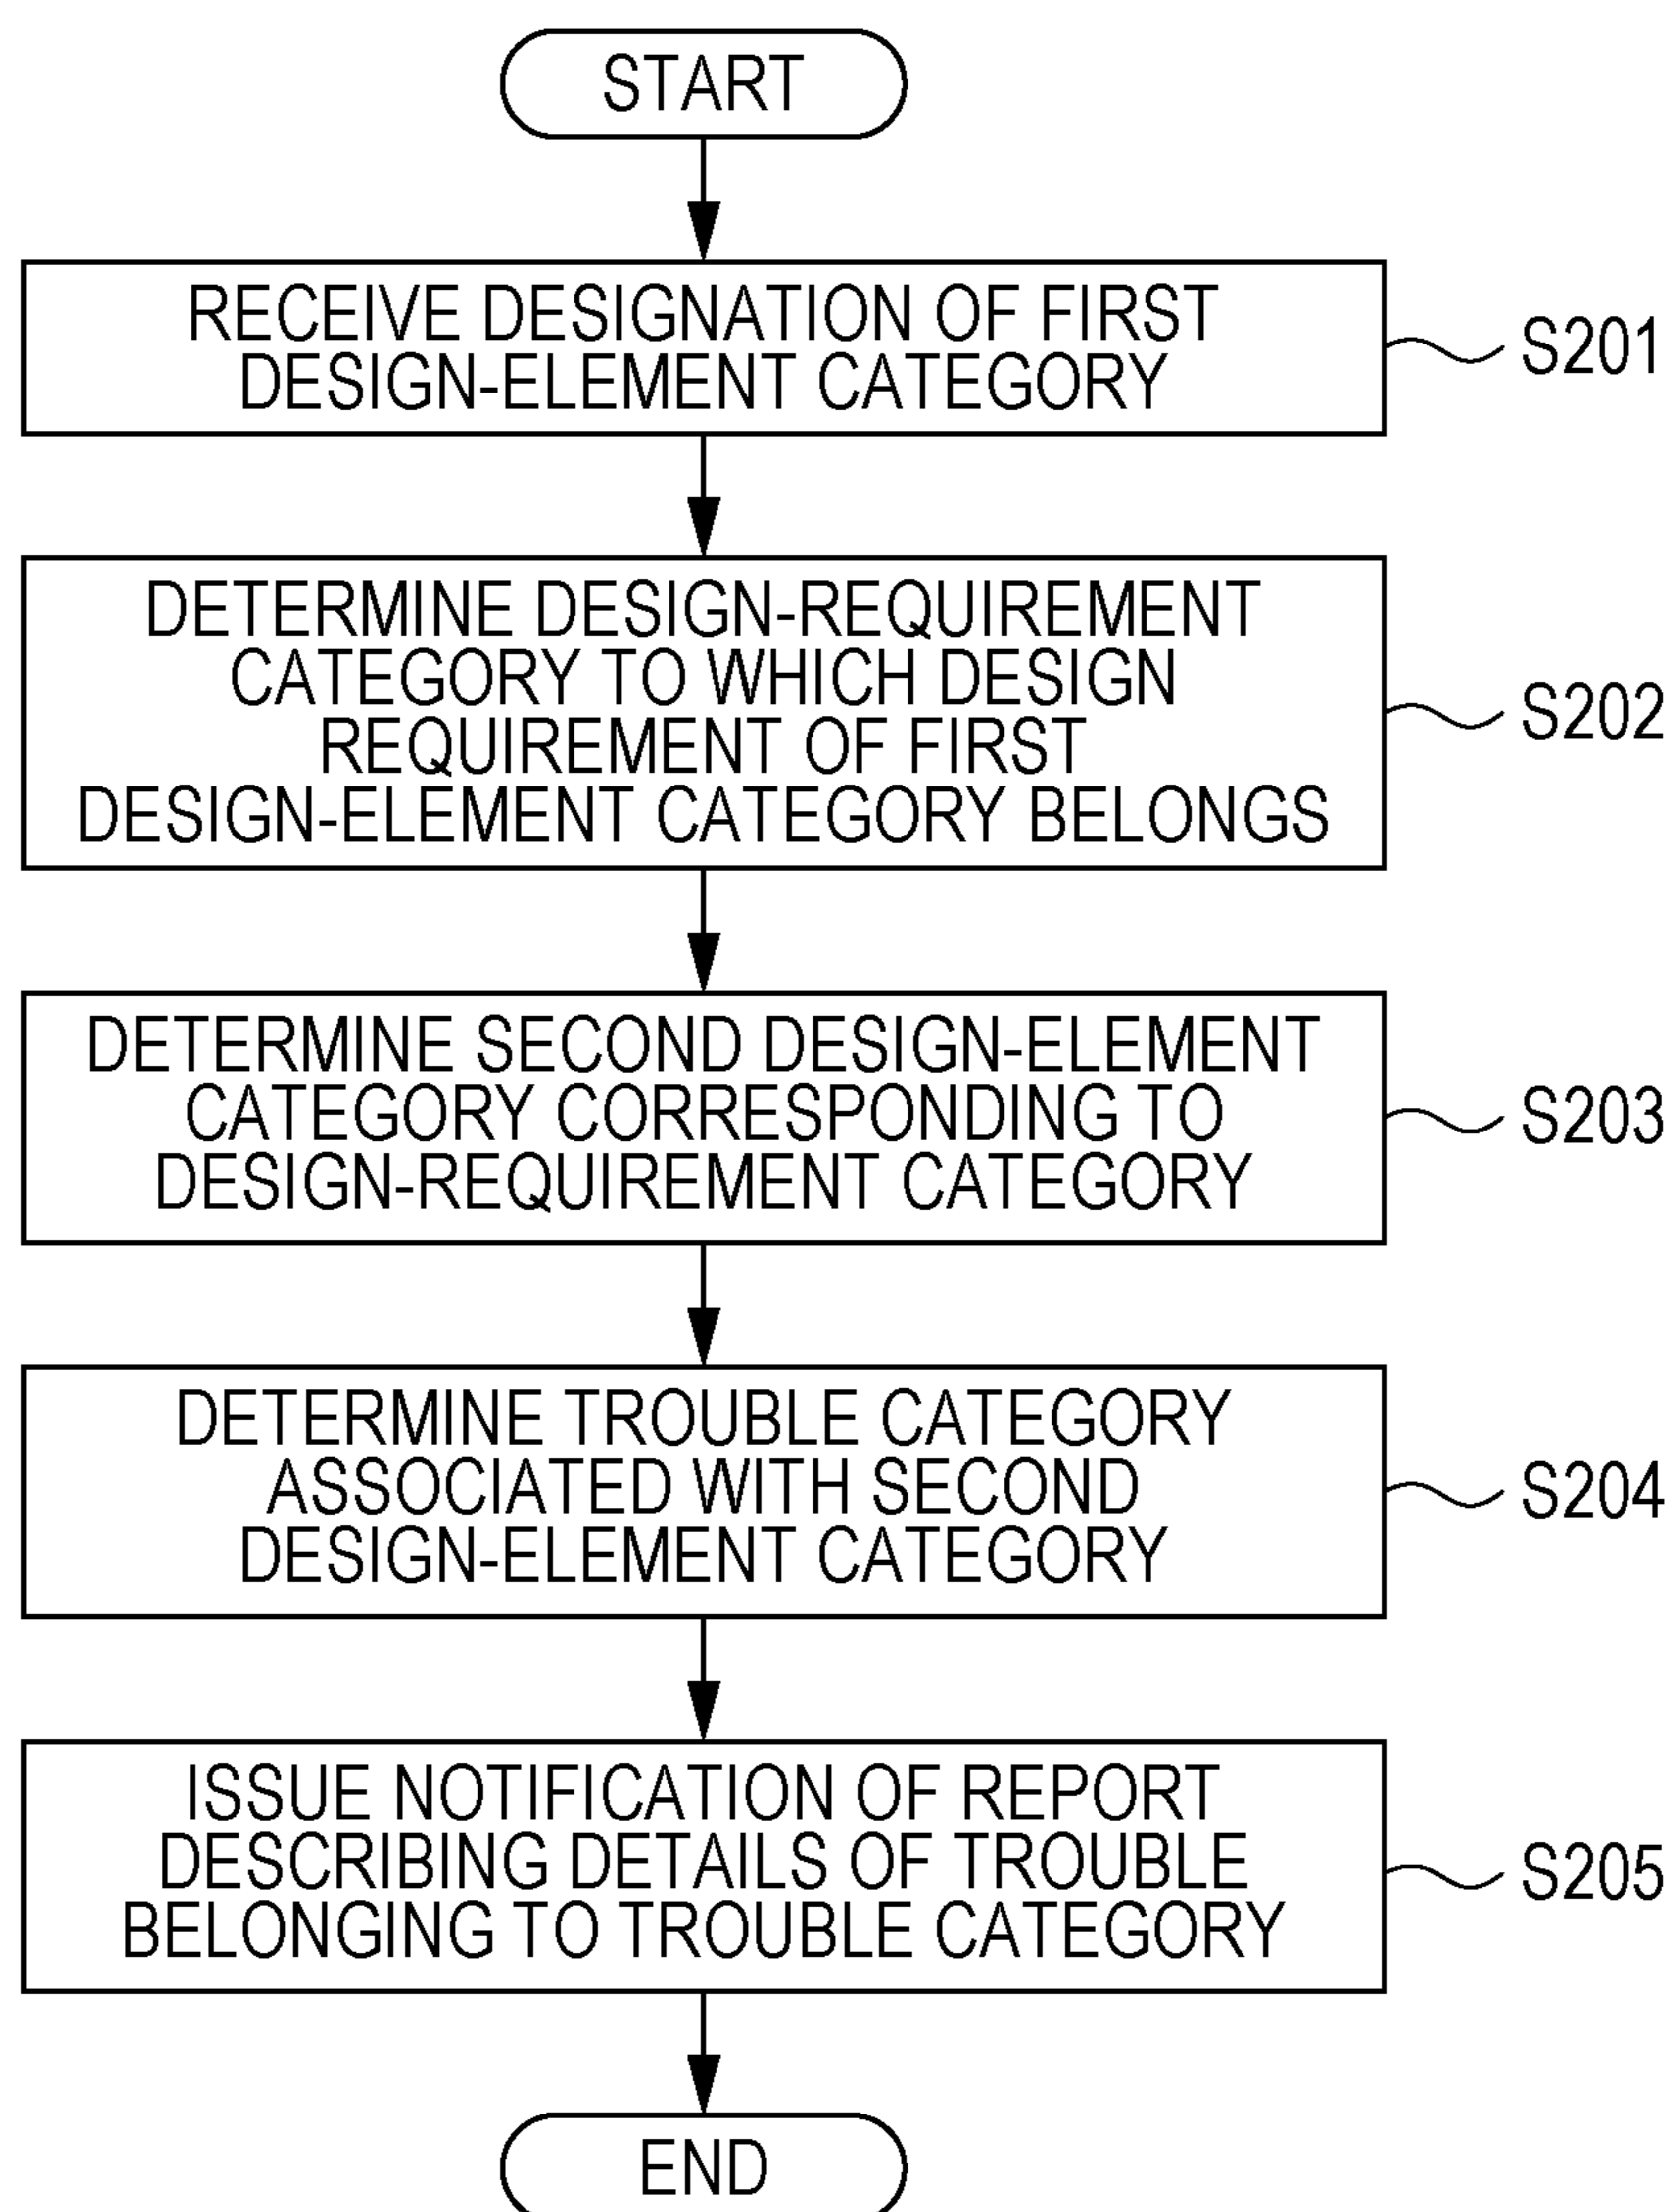 START
RECEIVE DESIGNATION OF FIRST
DESIGN-ELEMENT CATEGORY
S201
DETERMINE DESIGN-REQUIREMENT
CATEGORY TO WHICH DESIGN
REQUIREMENT OF FIRST
DESIGN-ELEMENT CATEGORY BELONGS
S202
DETERMINE SECOND DESIGN-ELEMENT
CATEGORY CORRESPONDING TO
DESIGN-REQUIREMENT CATEGORY
S203
DETERMINE TROUBLE CATEGORY
ASSOCIATED WITH SECOND
DESIGN-ELEMENT CATEGORY
S204
ISSUE NOTIFICATION OF REPORT
DESCRIBING DETAILS OF TROUBLE
BELONGING TO TROUBLE CATEGORY
S205
END